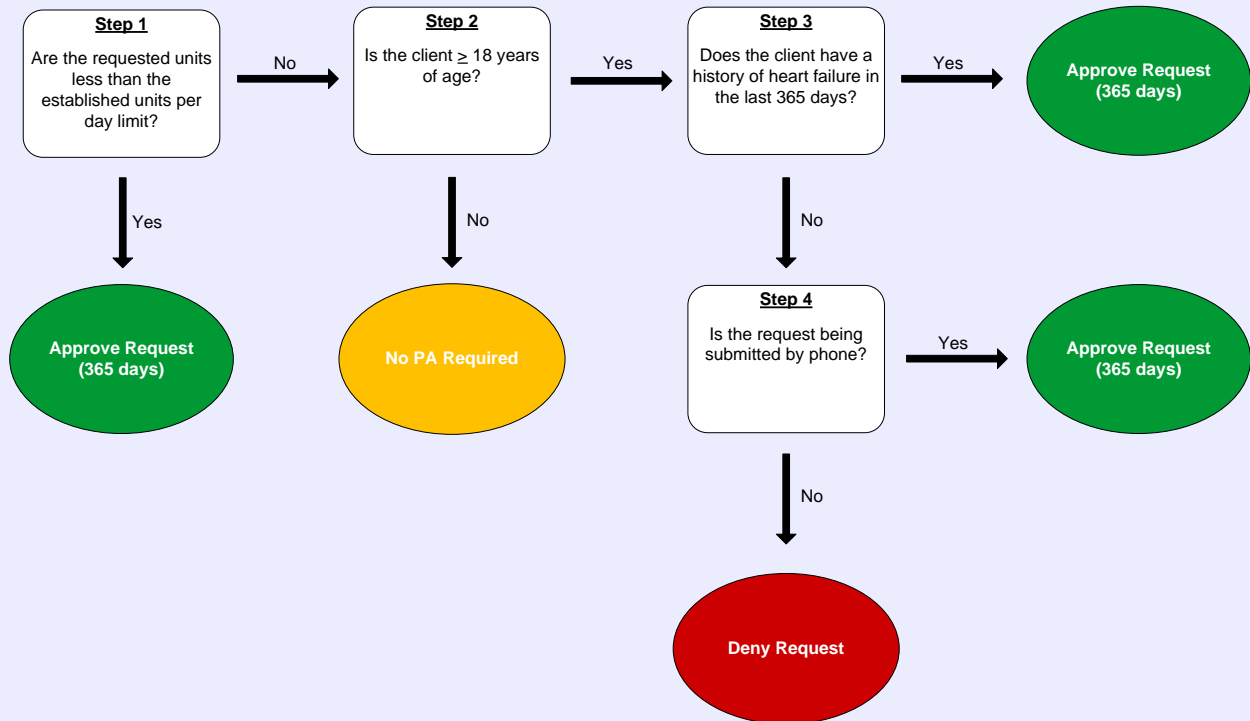 Step 1
Are the requested units
less than the
established units per
day limit?
No
Step 2
Is the client ≥ 18 years
of age?
Yes
Step 3
Does the client have a
history of heart failure in
the last 365 days?
Yes
Approve Request
(365 days)
Yes
No
No
Approve Request
(365 days)
No PA Required
Step 4
Is the request being
submitted by phone?
Yes
Approve Request
(365 days)
No
Deny Request